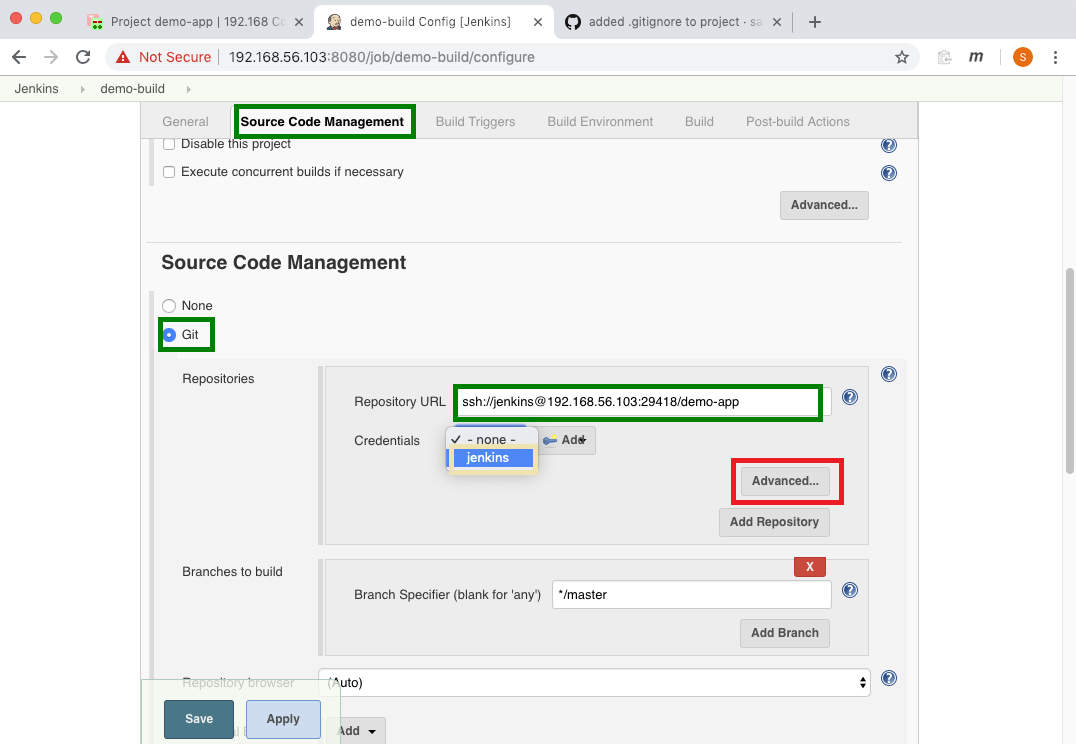 Project demo-app | 192.168 Co
demo-build Config [Jenkins]
added .gitignore to project · sa
Not Secure
192.168.56.103:8080/job/demo-build/configure
m
S
Jenkins
demo-build
General
Source Code Management
Build Triggers
Build Environment
Build
Post-build Actions
Disable this project
Execute concurrent builds if necessary
Advanced...
Source Code Management
None
Git
Repositories
Repository URL
ssh://jenkins@192.168.56.103:29418/demo-app
Credentials
- none -
Add
jenkins
Advanced...
Add Repository
Branches to build
X
Branch Specifier (blank for 'any')
*/master
Add Branch
Repository browser
(Auto)
Save
Apply
Add